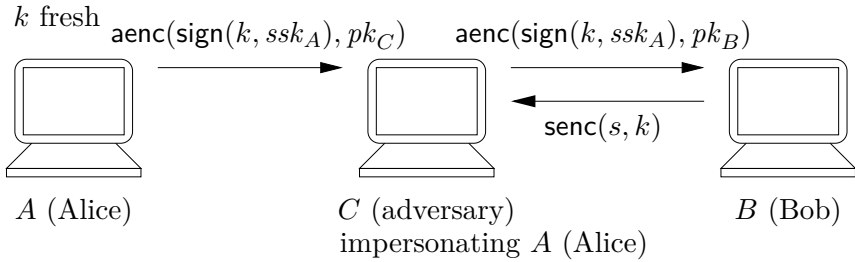 k fresh
aenc(sign(k, ssk_A), pk_C)
aenc(sign(k, ssk_A), pk_B)
senc(s, k)
A (Alice)
C (adversary)
impersonating A (Alice)
B (Bob)